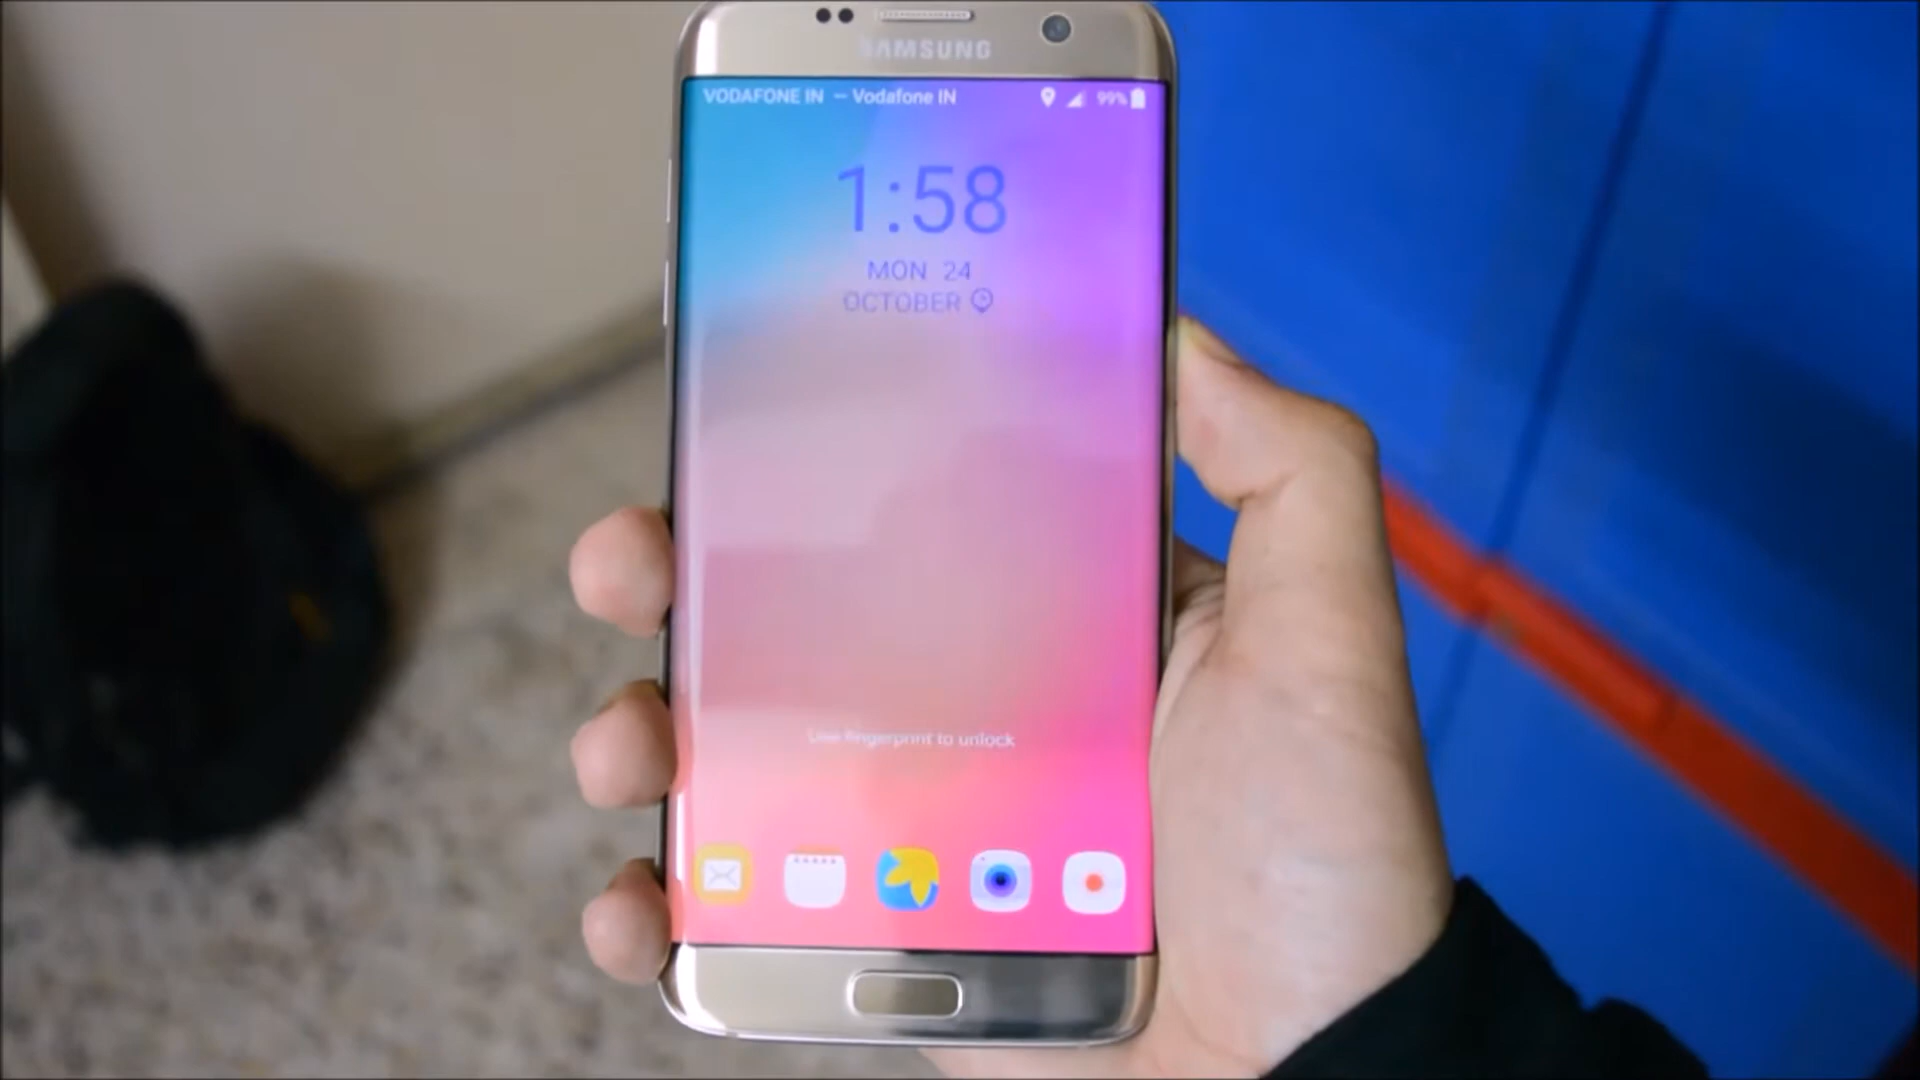 SAMSUNG
VODAFONE IN — Vodafone IN 99%
1:58
MON 24
OCTOBER
Use fingerprint to unlock